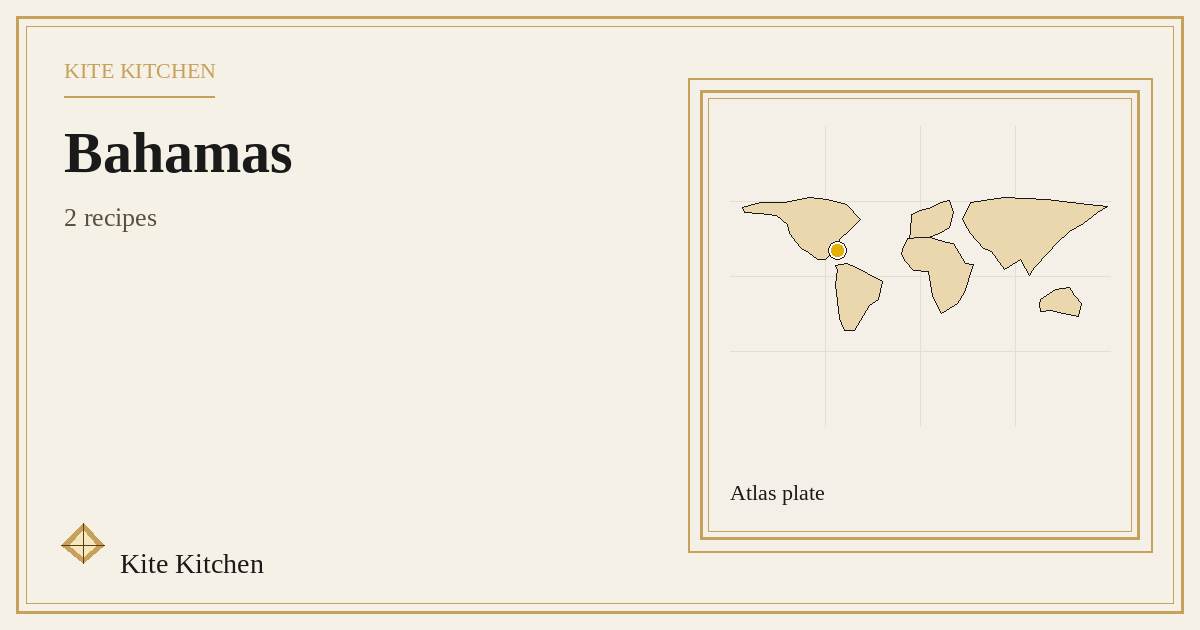 KITE KITCHEN
Bahamas
2 recipes
Atlas plate
Kite Kitchen